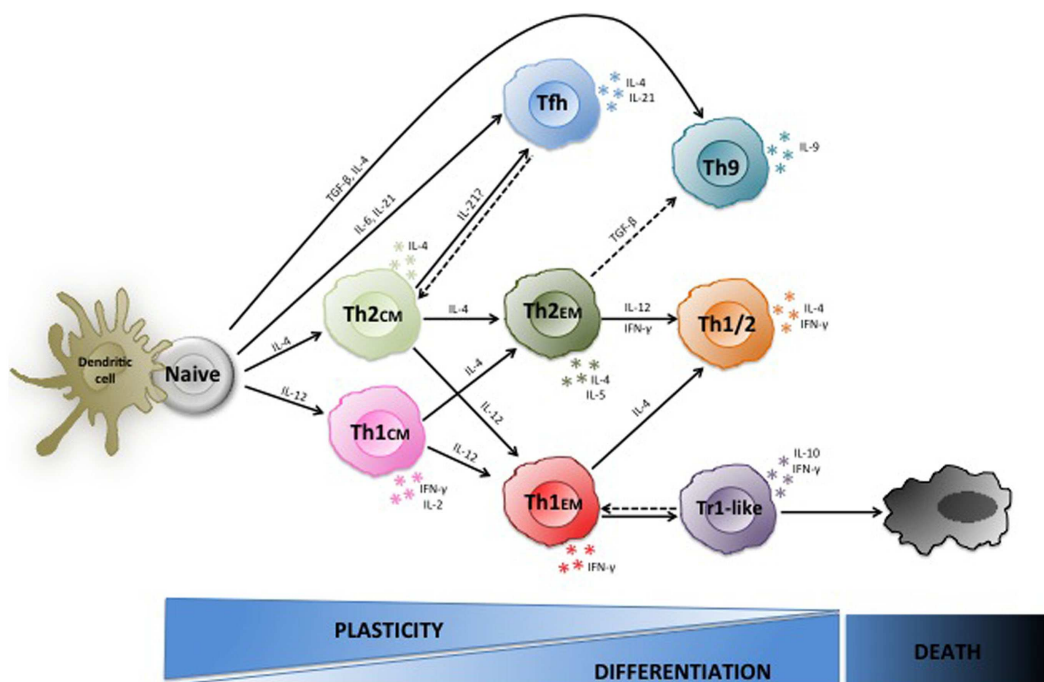 IL-4
IL-21
Tfh
IL-9
Th9
TGF-β, IL-4
IL-6, IL-21
IL-21?
TGF-β
IL-4
Th2CM
IL-4
Th2EM
IL-12
IFN-γ
Th1/2
IL-4
IFN-γ
Dendritic
cell
Naive
IL-4
IL-4
IL-5
IL-12
IL-4
IL-12
IL-4
Th1CM
IL-12
IFN-γ
IL-2
Th1EM
IFN-γ
Tr1-like
IL-10
IFN-γ
PLASTICITY
DIFFERENTIATION
DEATH